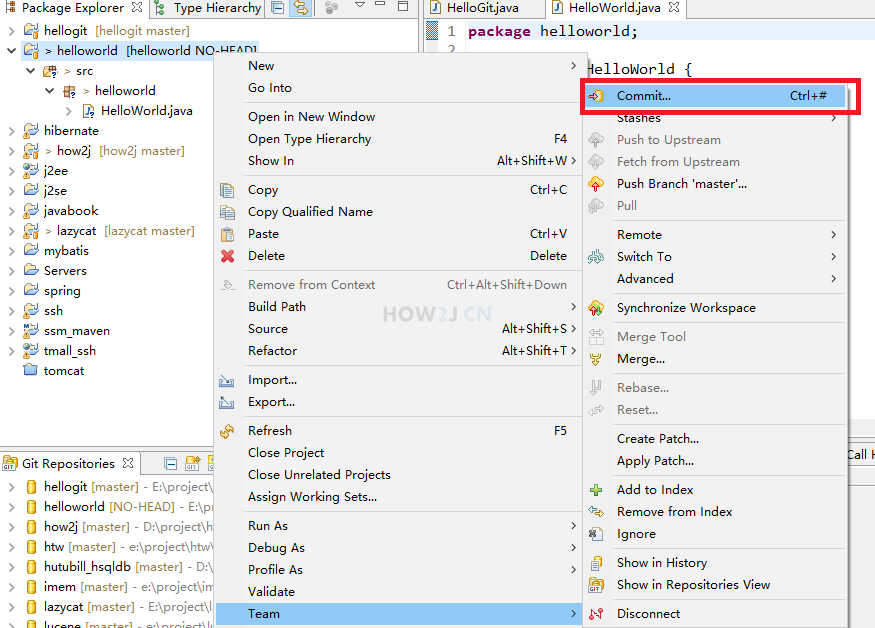 Package Explorer
Type Hierarchy
HelloGit.java
HelloWorld.java
hellogit [hellogit master]
> helloworld [helloworld NO-HEAD]
> src
> helloworld
HelloWorld.java
hibernate
> how2j [how2j master]
j2ee
j2se
javabook
> lazycat [lazycat master]
mybatis
Servers
spring
ssh
ssm_maven
tmall_ssh
tomcat
1 package helloworld;
2
HelloWorld {
New
Go Into
Open in New Window
Open Type Hierarchy F4
Show In Alt+Shift+W >
Copy Ctrl+C
Copy Qualified Name
Paste Ctrl+V
Delete Delete
Remove from Context Ctrl+Alt+Shift+Down
Build Path
Source Alt+Shift+S >
Refactor Alt+Shift+T >
Import...
Export...
Refresh F5
Close Project
Close Unrelated Projects
Assign Working Sets...
Run As
Debug As
Profile As
Validate
Team
HOW2J.CN
Commit... Ctrl+#
Stashes
Push to Upstream
Fetch from Upstream
Push Branch 'master'...
Pull
Remote
Switch To
Advanced
Synchronize Workspace
Merge Tool
Merge...
Rebase...
Reset...
Create Patch...
Apply Patch...
Add to Index
Remove from Index
Ignore
Show in History
Show in Repositories View
Disconnect
Call H
Git Repositories
hellogit [master] - E:\project\
helloworld [NO-HEAD] - E:\p
how2j [master] - D:\project\h
htw [master] - e:\project\htw\
hutubill_hsqldb [master] - D:\
imem [master] - e:\project\im
lazycat [master] - E:\project\la
lucene [master] - e:\project\lu